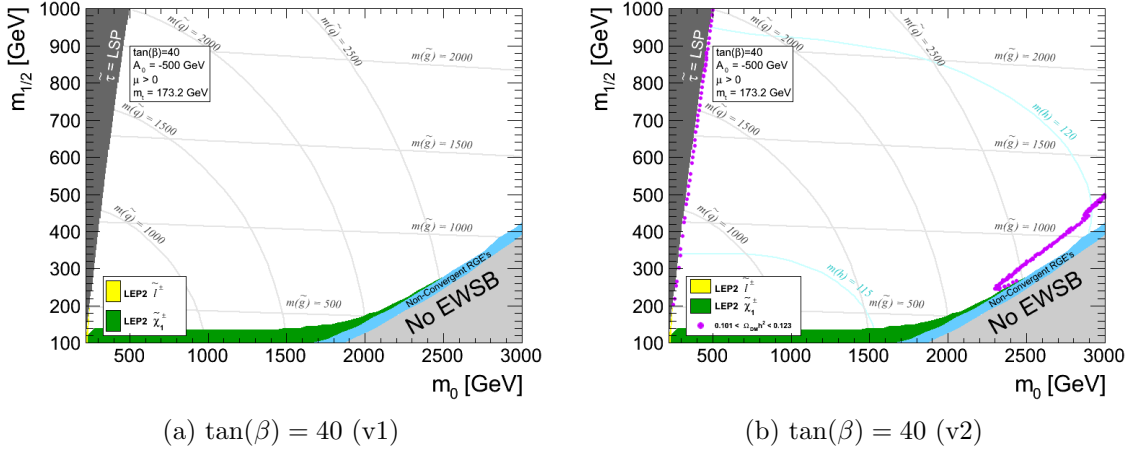 m₁/₂ [GeV]
1000
900
800
700
600
500
400
300
200
100
τ̃ = LSP
tan(β)=40
A₀ = -500 GeV
μ > 0
mₜ = 173.2 GeV
m(q̃) = 2000
m(q̃) = 2500
m(g̃) = 2000
m(q̃) = 1500
m(g̃) = 1500
m(q̃) = 1000
m(g̃) = 1000
m(g̃) = 500
Non-Convergent RGE's
No EWSB
LEP2 l̃ ±
LEP2 χ̃₁ ±
500 1000 1500 2000 2500 3000
m₀ [GeV]
(a) tan(β) = 40 (v1)
m₁/₂ [GeV]
1000
900
800
700
600
500
400
300
200
100
τ̃ = LSP
tan(β)=40
A₀ = -500 GeV
μ > 0
mₜ = 173.2 GeV
m(q̃) = 2000
m(q̃) = 2500
m(g̃) = 2000
m(h) = 120
m(q̃) = 1500
m(g̃) = 1500
m(q̃) = 1000
m(g̃) = 1000
m(h) = 115
m(g̃) = 500
Non-Convergent RGE's
No EWSB
LEP2 l̃ ±
LEP2 χ̃₁ ±
0.101 < Ω_DM h² < 0.123
500 1000 1500 2000 2500 3000
m₀ [GeV]
(b) tan(β) = 40 (v2)